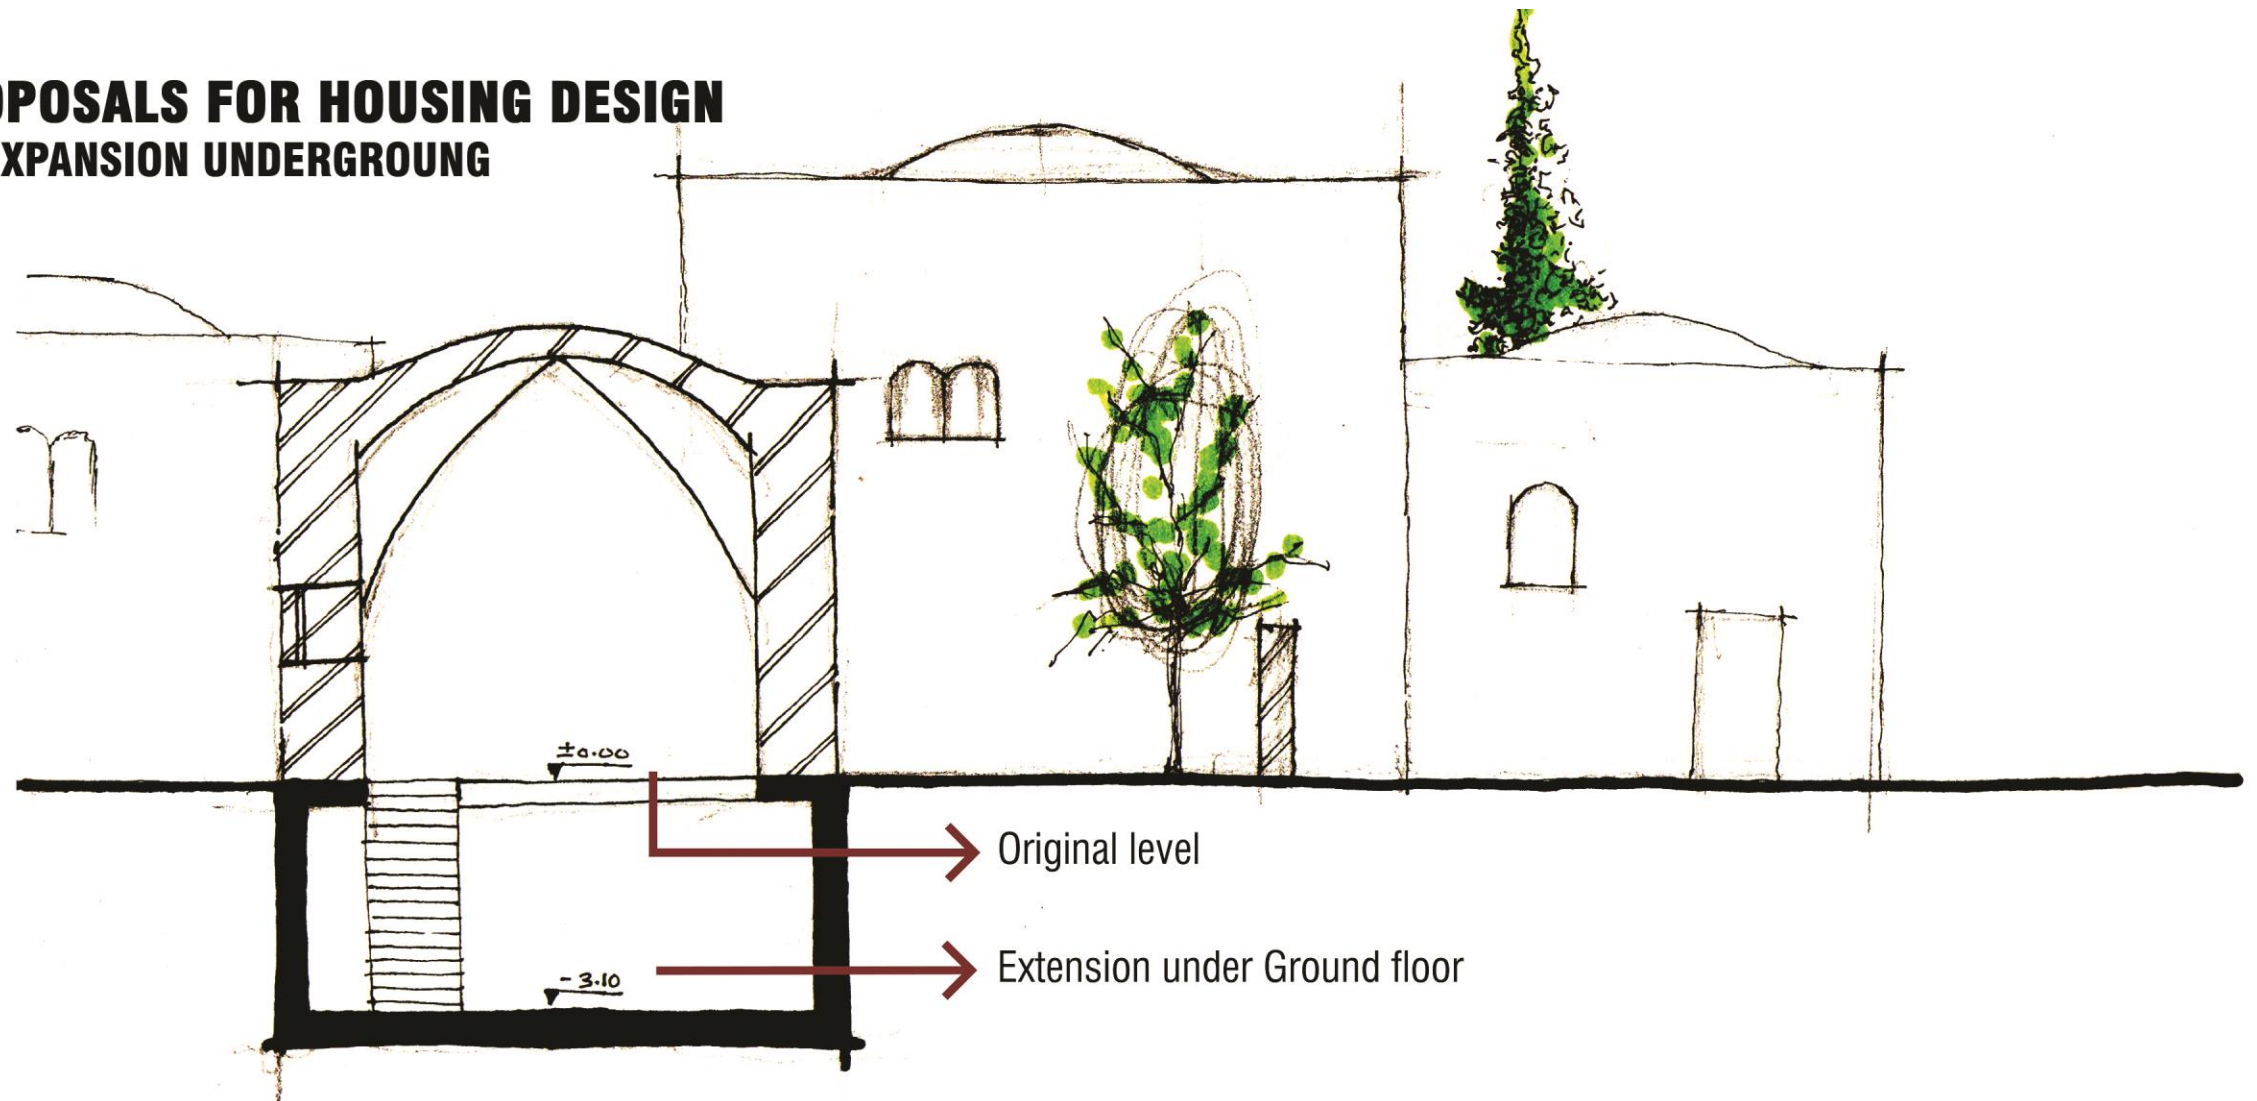 OPOSALS FOR HOUSING DESIGN
XPANSION UNDERGROUNG
±0.00
Original level
Extension under Ground floor
- 3.10